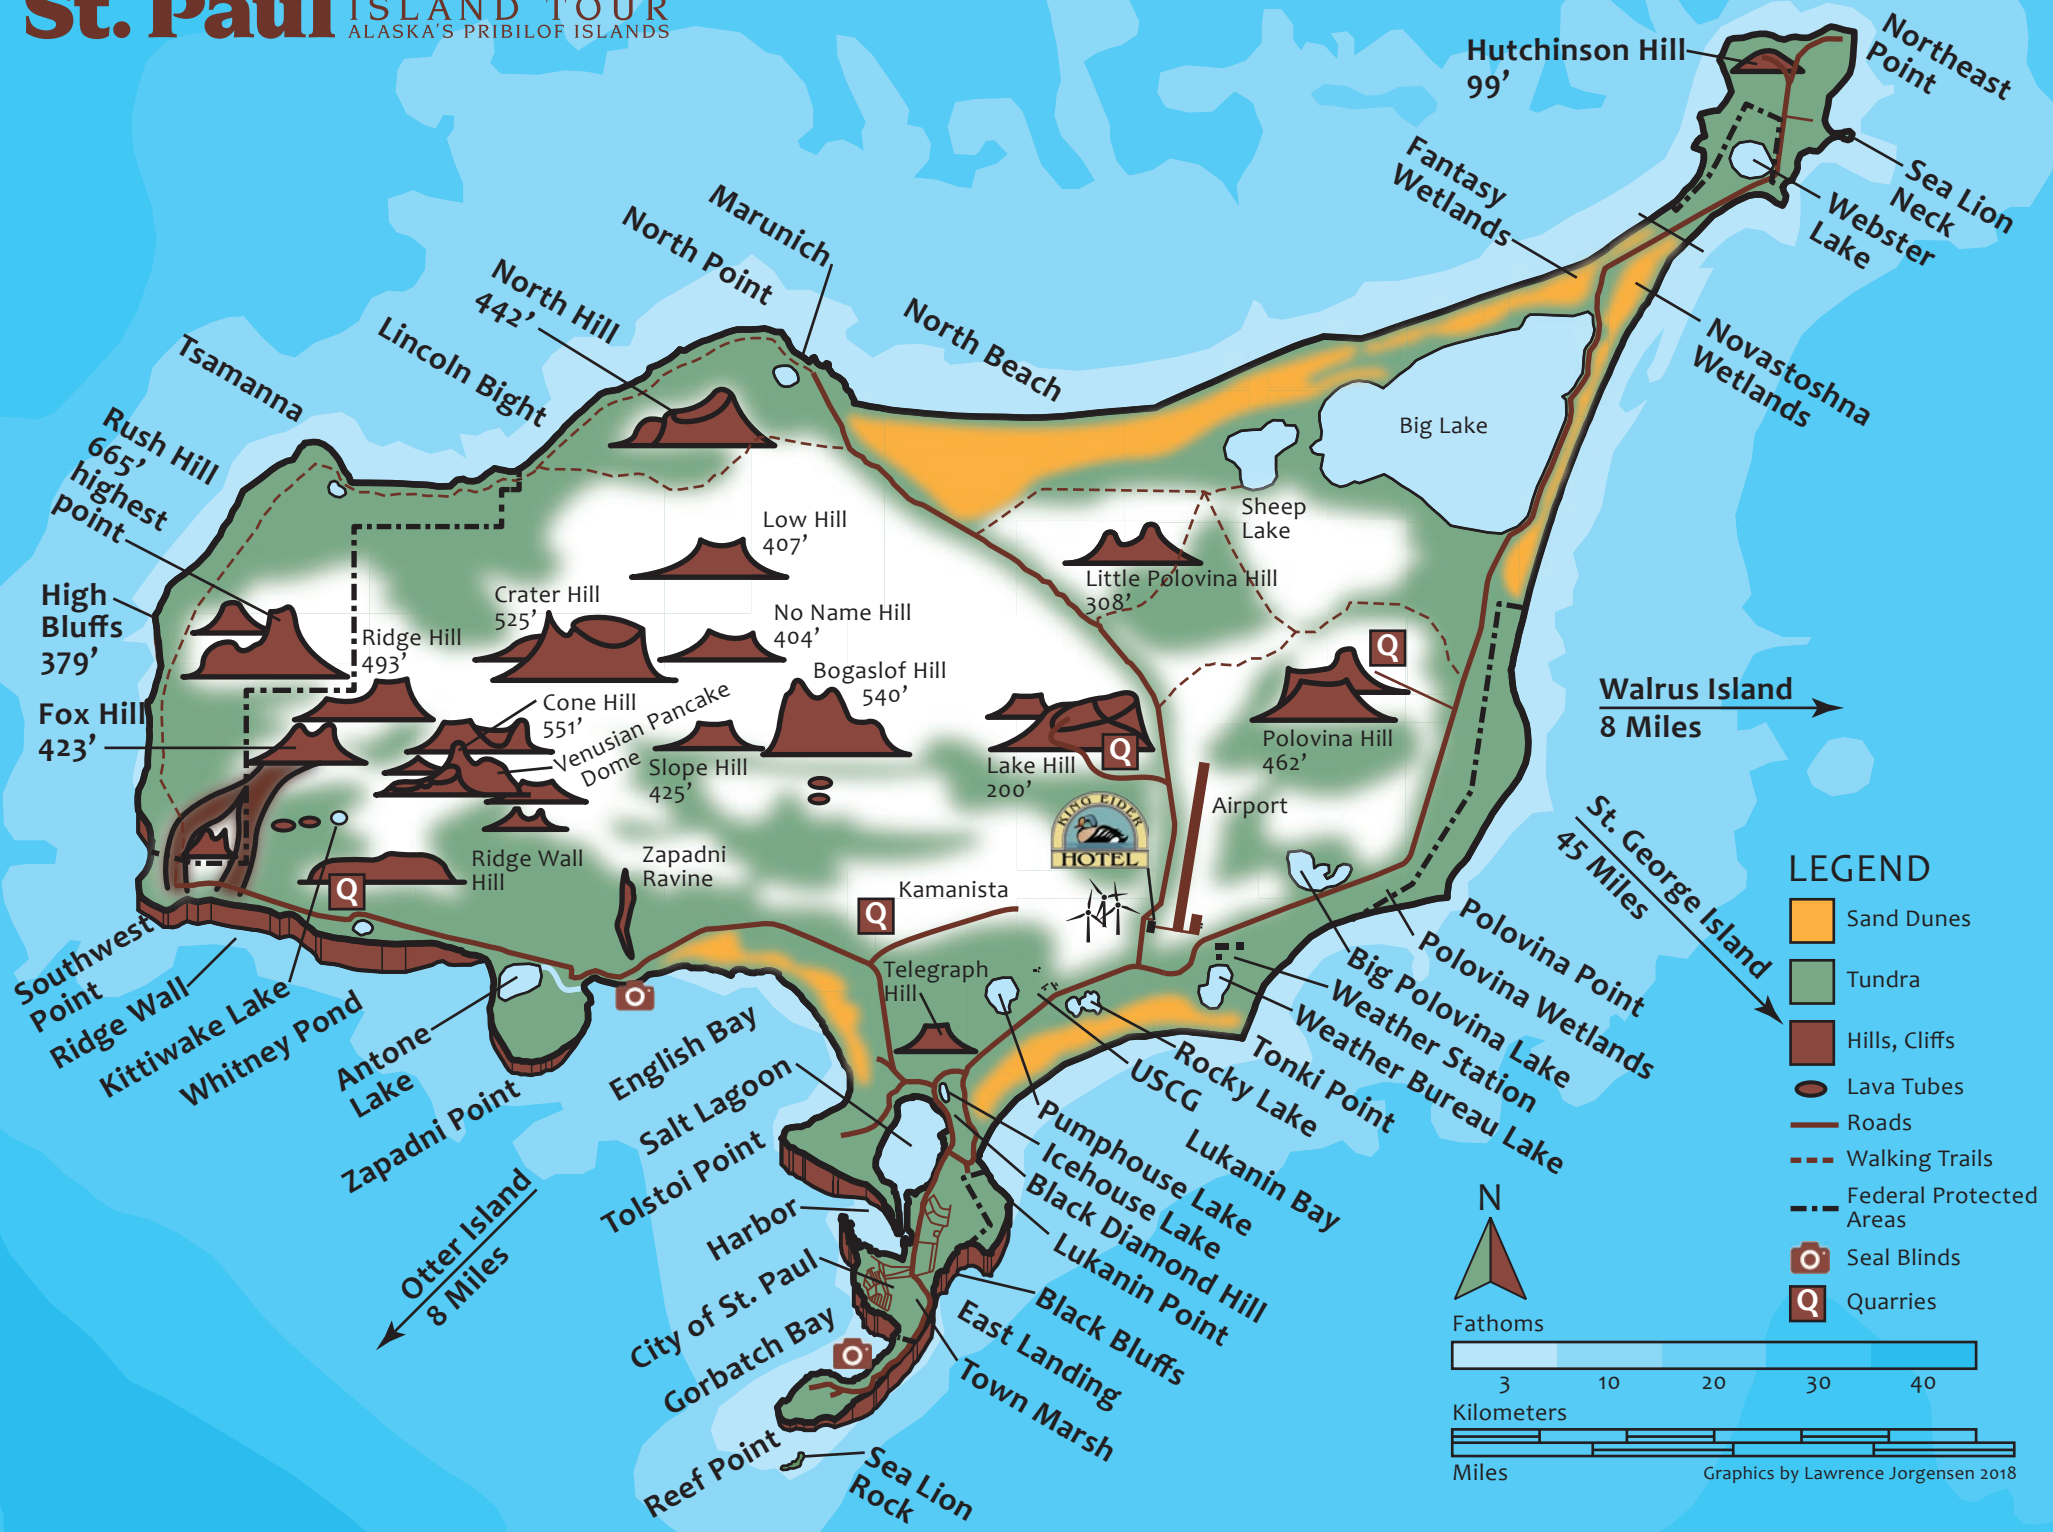 St. Paul
ISLAND TOUR
ALASKA'S PRIBILOF ISLANDS
Hutchinson Hill
99'
Northeast
Point
Fantasy
Wetlands
Sea Lion
Neck
Webster
Lake
Marunich
North Point
North Hill
442'
Lincoln Bight
North Beach
Novastoshna
Wetlands
Tsamanna
Rush Hill
665'
highest
point
Big Lake
Sheep
Lake
Low Hill
407'
Little Polovina Hill
308'
High
Bluffs
379'
Crater Hill
525'
No Name Hill
404'
Ridge Hill
493'
Q
Bogaslof Hill
540'
Walrus Island
8 Miles
Fox Hill
423'
Cone Hill
551'
Venusian Pancake
Dome
Slope Hill
425'
Q
Lake Hill
200'
Polovina Hill
462'
Airport
KING EIDER
HOTEL
St. George Island
45 Miles
Ridge Wall
Hill
Q
Zapadni
Ravine
Q
Kamanista
Telegraph
Hill
Southwest
Point
Ridge Wall
Kittiwake Lake
Whitney Pond
Antone
Lake
Zapadni Point
English Bay
Salt Lagoon
Tolstoi Point
Harbor
City of St. Paul
Gorbatch Bay
Reef Point
Otter Island
8 Miles
Polovina Point
Polovina Wetlands
Big Polovina Lake
Weather Station
Weather Bureau Lake
Tonki Point
Rocky Lake
USCG
Lukanin Bay
Pumphouse Lake
Icehouse Lake
Black Diamond Hill
Lukanin Point
Black Bluffs
East Landing
Town Marsh
Sea Lion
Rock
LEGEND
Sand Dunes
Tundra
Hills, Cliffs
Lava Tubes
Roads
Walking Trails
Federal Protected
Areas
Seal Blinds
Q
Quarries
N
Fathoms
3 10 20 30 40
Kilometers
Miles
Graphics by Lawrence Jorgensen 2018